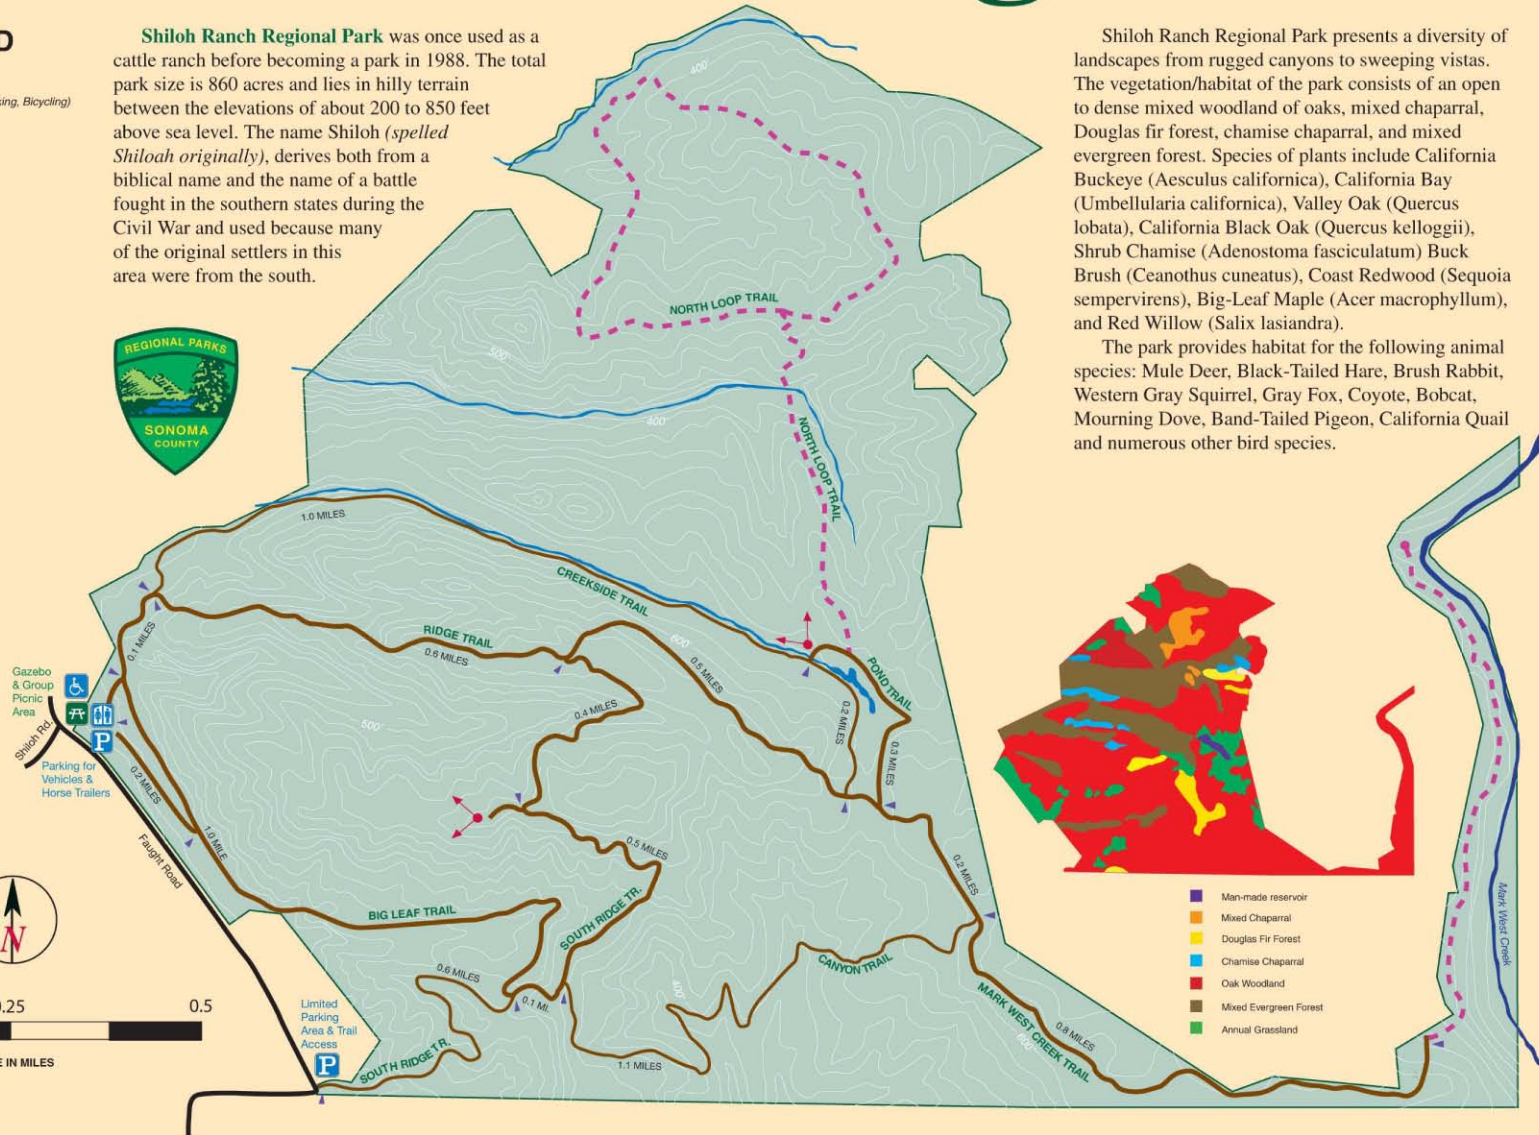 D
king, Bicycling)
Shiloh Ranch Regional Park was once used as a
cattle ranch before becoming a park in 1988. The total
park size is 860 acres and lies in hilly terrain
between the elevations of about 200 to 850 feet
above sea level. The name Shiloh (spelled
Shiloah originally), derives both from a
biblical name and the name of a battle
fought in the southern states during the
Civil War and used because many
of the original settlers in this
area were from the south.
REGIONAL PARKS
SONOMA
COUNTY
Shiloh Ranch Regional Park presents a diversity of
landscapes from rugged canyons to sweeping vistas.
The vegetation/habitat of the park consists of an open
to dense mixed woodland of oaks, mixed chaparral,
Douglas fir forest, chamise chaparral, and mixed
evergreen forest. Species of plants include California
Buckeye (Aesculus californica), California Bay
(Umbellularia californica), Valley Oak (Quercus
lobata), California Black Oak (Quercus kelloggii),
Shrub Chamise (Adenostoma fasciculatum) Buck
Brush (Ceanothus cuneatus), Coast Redwood (Sequoia
sempervirens), Big-Leaf Maple (Acer macrophyllum),
and Red Willow (Salix lasiandra).
The park provides habitat for the following animal
species: Mule Deer, Black-Tailed Hare, Brush Rabbit,
Western Gray Squirrel, Gray Fox, Coyote, Bobcat,
Mourning Dove, Band-Tailed Pigeon, California Quail
and numerous other bird species.
400'
NORTH LOOP TRAIL
500'
400'
NORTH LOOP TRAIL
1.0 MILES
CREEKSIDE TRAIL
RIDGE TRAIL
0.6 MILES
600'
0.5 MILES
POND TRAIL
0.2 MILES
0.3 MILES
0.1 MILES
0.4 MILES
500'
Gazebo
& Group
Picnic
Area
Shiloh Rd.
P
Parking for
Vehicles &
Horse Trailers
0.2 MILES
1.0 MILE
Faught Road
0.5 MILES
0.2 MILES
BIG LEAF TRAIL
SOUTH RIDGE TR.
CANYON TRAIL
0.6 MILES
0.1 MI.
400'
MARK WEST CREEK TRAIL
0.8 MILES
600'
1.1 MILES
SOUTH RIDGE TR.
Limited
Parking
Area & Trail
Access
P
N
0.25
0.5
E IN MILES
Man-made reservoir
Mixed Chaparral
Douglas Fir Forest
Chamise Chaparral
Oak Woodland
Mixed Evergreen Forest
Annual Grassland
Mark West Creek